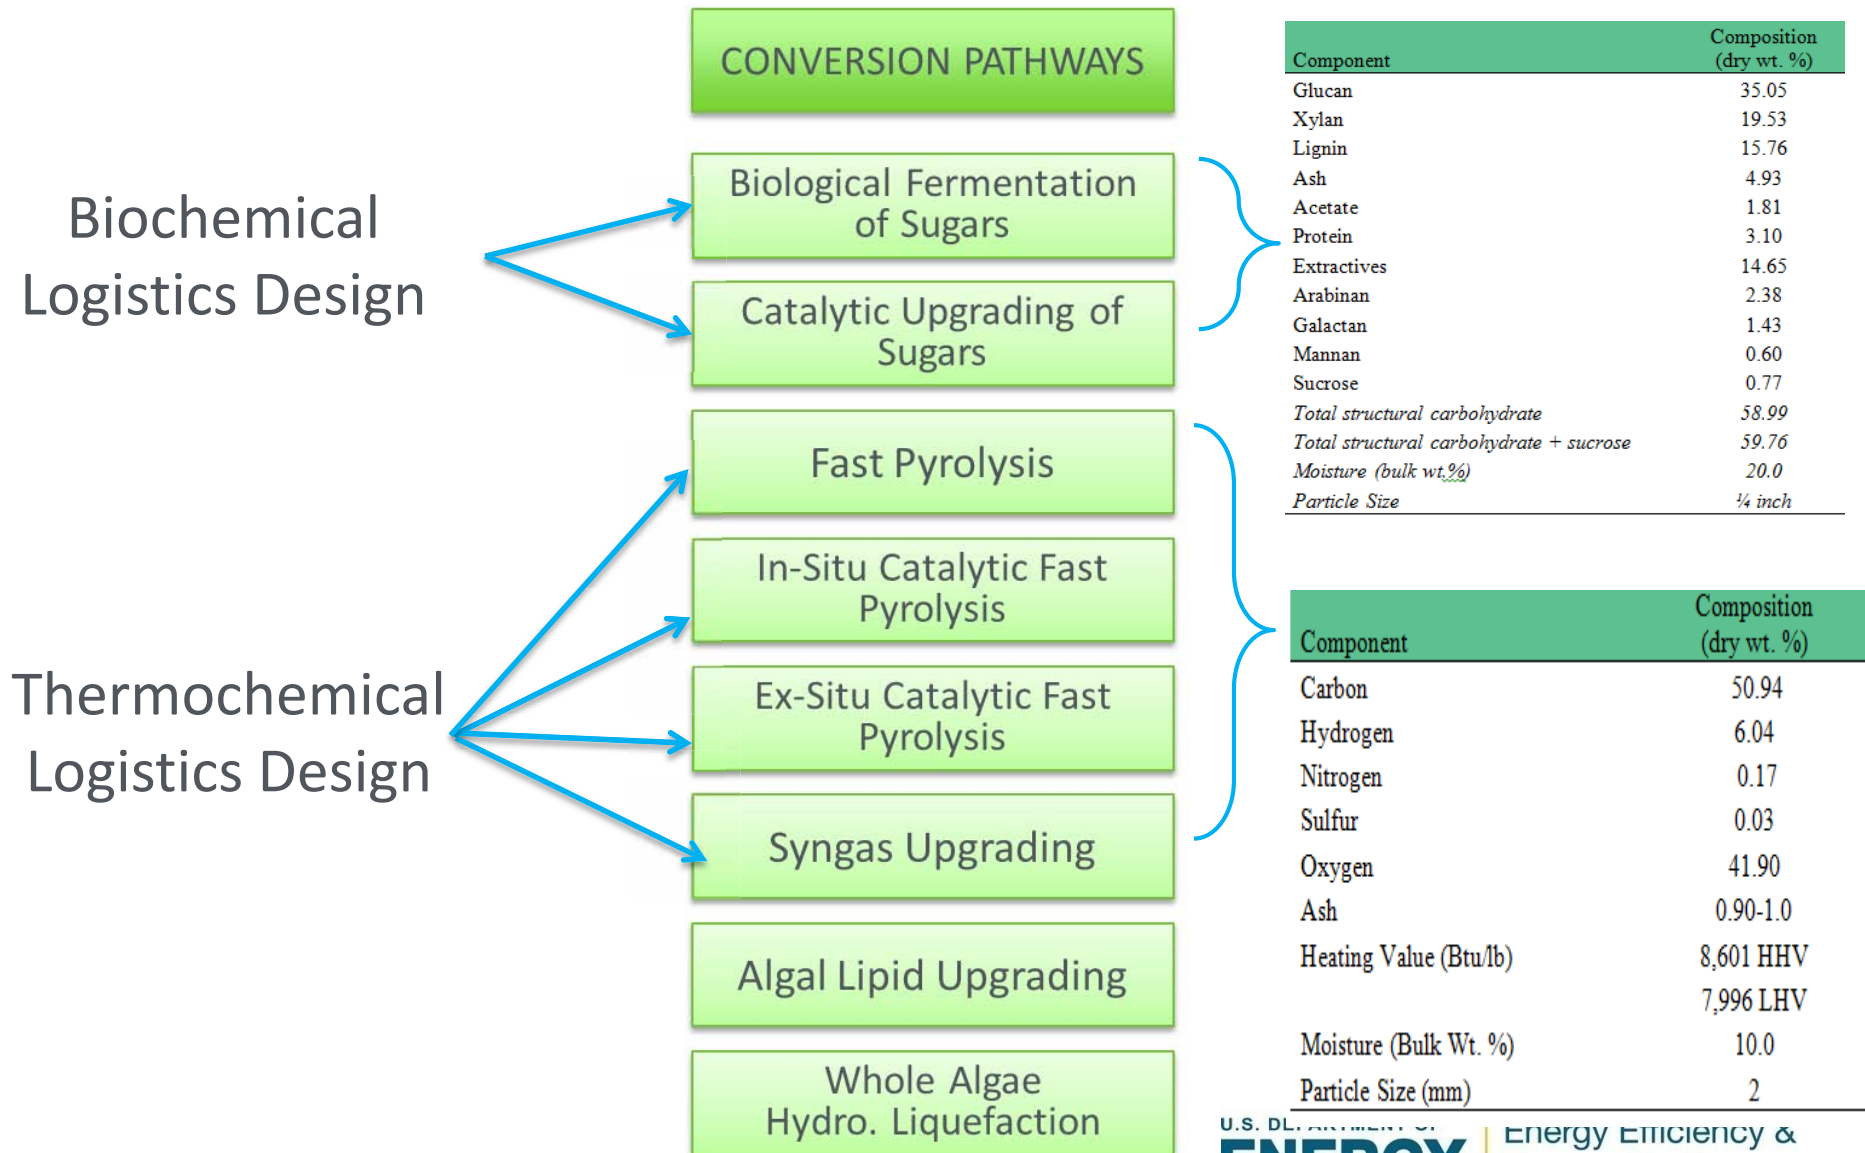 CONVERSION PATHWAYS
Biochemical
Logistics Design
Thermochemical
Logistics Design
Biological Fermentation
of Sugars
Catalytic Upgrading of
Sugars
Fast Pyrolysis
In-Situ Catalytic Fast
Pyrolysis
Ex-Situ Catalytic Fast
Pyrolysis
Syngas Upgrading
Algal Lipid Upgrading
Whole Algae
Hydro. Liquefaction
Composition
Component (dry wt. %)
Glucan 35.05
Xylan 19.53
Lignin 15.76
Ash 4.93
Acetate 1.81
Protein 3.10
Extractives 14.65
Arabinan 2.38
Galactan 1.43
Mannan 0.60
Sucrose 0.77
Total structural carbohydrate 58.99
Total structural carbohydrate + sucrose 59.76
Moisture (bulk wt.%) 20.0
Particle Size ¼ inch
Composition
Component (dry wt. %)
Carbon 50.94
Hydrogen 6.04
Nitrogen 0.17
Sulfur 0.03
Oxygen 41.90
Ash 0.90-1.0
Heating Value (Btu/lb) 8,601 HHV
7,996 LHV
Moisture (Bulk Wt. %) 10.0
Particle Size (mm) 2
U.S. DEPARTMENT OF
ENERGY
Energy Efficiency &